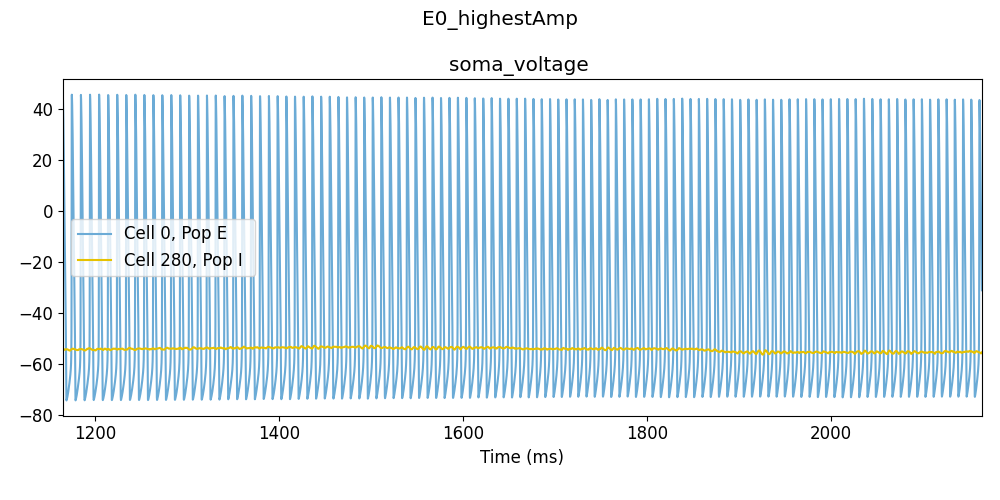 E0_highestAmp
soma_voltage
40
20
0
−20
−40
−60
−80
Cell 0, Pop E
Cell 280, Pop I
1200 1400 1600 1800 2000
Time (ms)